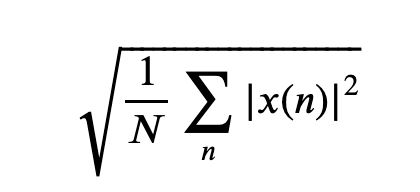 √(1/N ∑ₙ |x(n)|²)